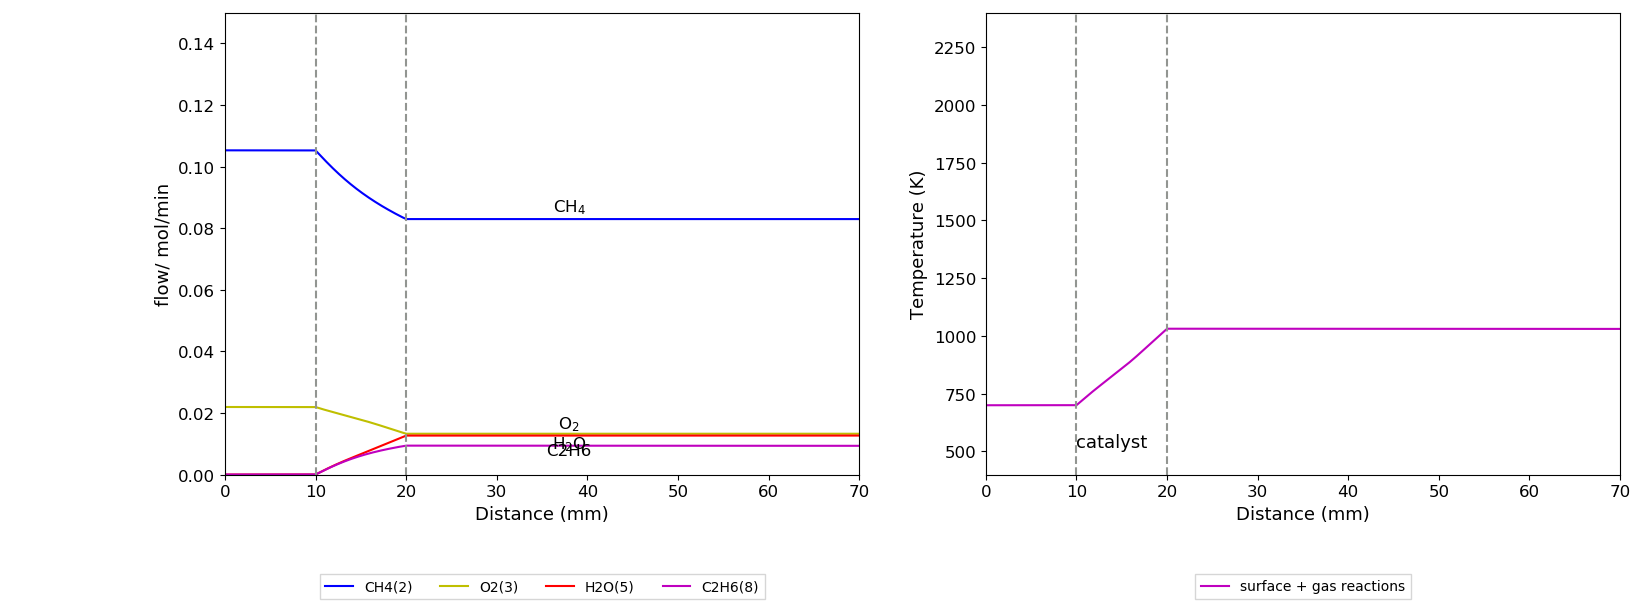 0.14
0.12
0.10
0.08
0.06
0.04
0.02
0.00
flow/ mol/min
CH₄
O₂
H₂O
C2H6
0 10 20 30 40 50 60 70
Distance (mm)
CH4(2) O2(3) H2O(5) C2H6(8)
2250
2000
1750
1500
1250
1000
750
500
Temperature (K)
catalyst
0 10 20 30 40 50 60 70
Distance (mm)
surface + gas reactions